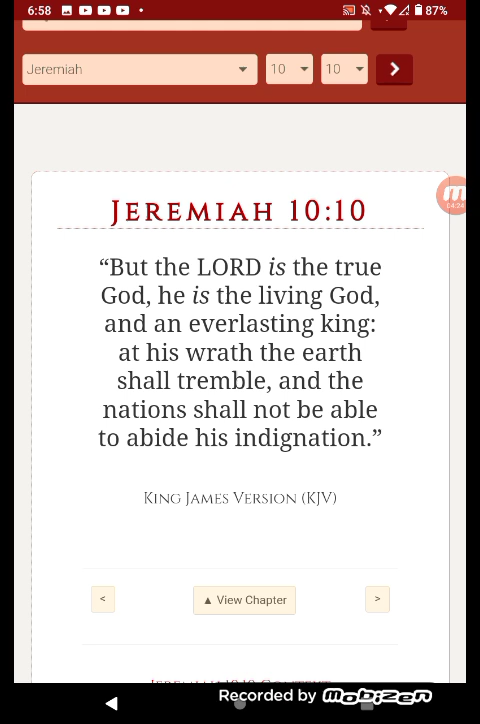 6:58
87%
Jeremiah
10
10
04:24
Jeremiah 10:10
“But the LORD is the true
God, he is the living God,
and an everlasting king:
at his wrath the earth
shall tremble, and the
nations shall not be able
to abide his indignation.”
King James Version (KJV)
<
▲ View Chapter
>
Recorded by Mobizen